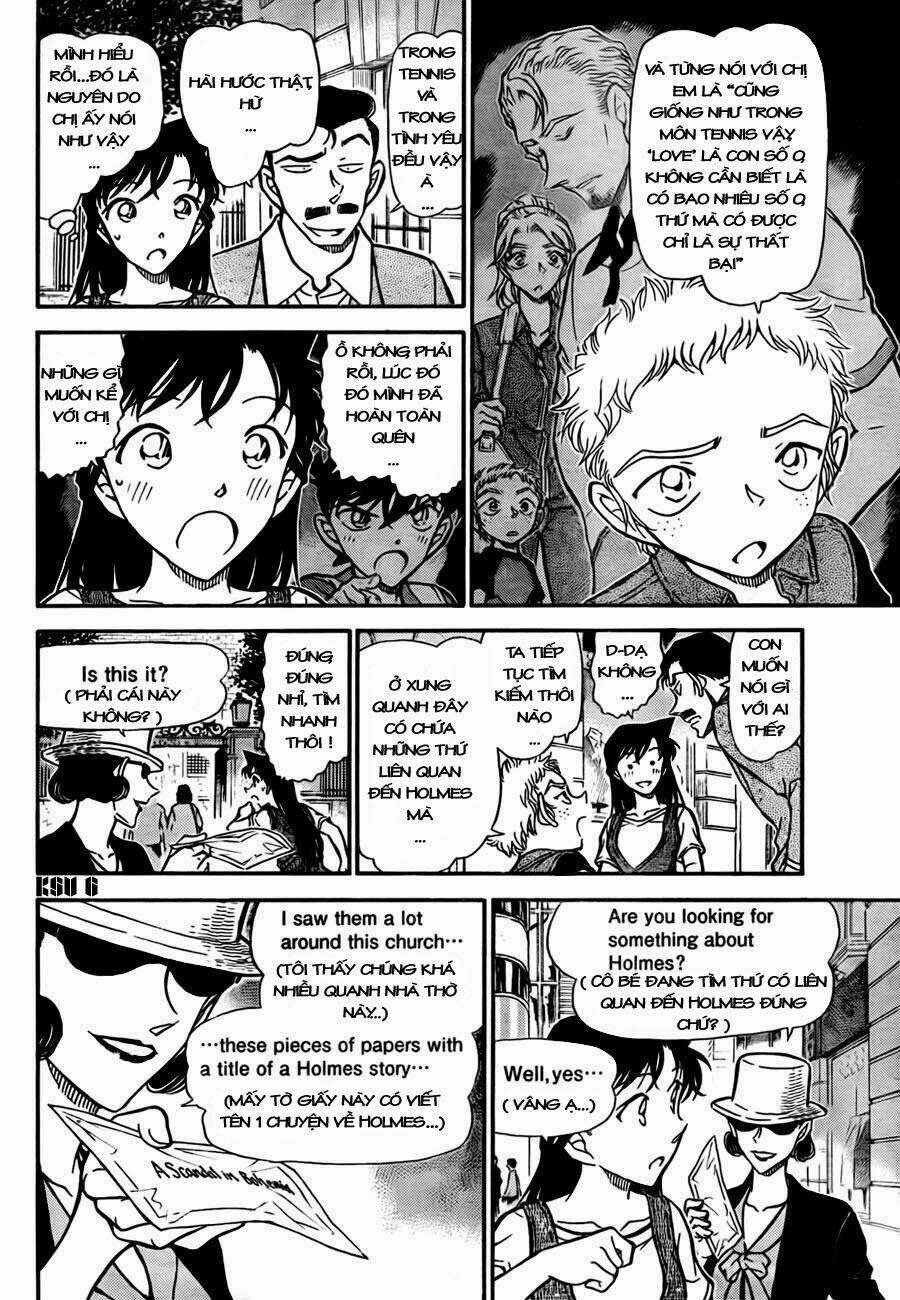 VÀ TỪNG NÓI VỚI CHỊ
EM LÀ "CŨNG
GIỐNG NHƯ TRONG
MÔN TENNIS VẬY
'LOVE' LÀ CON SỐ 0,
KHÔNG CẦN BIẾT LÀ
CÓ BAO NHIÊU SỐ 0,
THỨ MÀ CÓ ĐƯỢC
CHỈ LÀ SỰ THẤT
BẠI"
TRONG
TENNIS
VÀ
TRONG
TÌNH YÊU
ĐỀU VẬY
À
...
HÀI HƯỚC THẬT,
HỪ
...
MÌNH HIỂU
RỒI...ĐÓ LÀ
NGUYÊN DO
CHỊ ẤY NÓI
NHƯ VẬY
...
Ồ KHÔNG, PHẢI
RỒI, LÚC ĐÓ
ĐÓ MÌNH ĐÃ
HOÀN TOÀN
QUÊN
...
NHỮNG GÌ
MUỐN KỂ
VỚI CHỊ
...
CON
MUỐN
NÓI GÌ
VỚI AI
THẾ?
D-DẠ
KHÔNG
...
TA TIẾP
TỤC TÌM
KIẾM THÔI
NÀO
...
Ở XUNG
QUANH ĐÂY
CÓ CHỨA
NHỮNG THỨ
LIÊN QUAN
ĐẾN HOLMES
MÀ
...
ĐÚNG,
ĐÚNG
NHỈ, TÌM
NHANH
THÔI !
Is this it?
( PHẢI CÁI NÀY
KHÔNG? )
KSV 6
Are you looking for
something about
Holmes?
( CÔ BÉ ĐANG TÌM THỨ CÓ LIÊN
QUAN ĐẾN HOLMES ĐÚNG
CHỨ? )
Well, yes...
( VÂNG Ạ...)
I saw them a lot
around this church...
(TÔI THẤY CHÚNG KHÁ
NHIỀU QUANH NHÀ THỜ
NÀY...)
...these pieces of papers with
a title of a Holmes story...
(MẤY TỜ GIẤY NÀY CÓ VIẾT
TÊN 1 CHUYỆN VỀ HOLMES...)
A Scandal in Bohemia